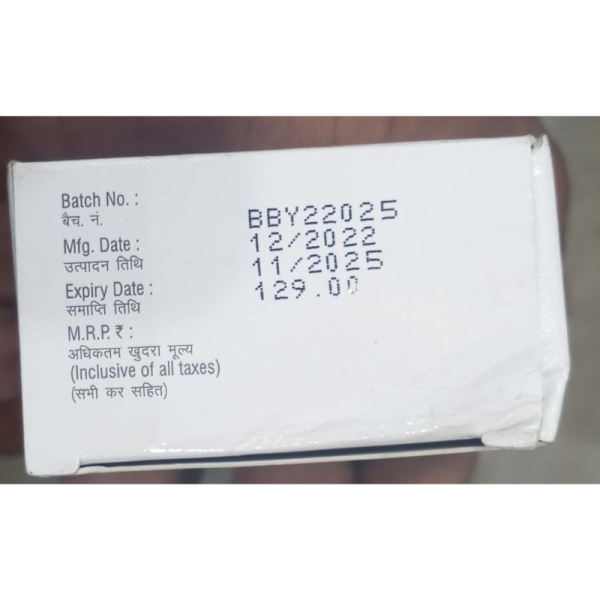 Batch No. :
बैच. नं.
Mfg. Date :
उत्पादन तिथि
Expiry Date :
समाप्ति तिथि
M.R.P. ₹ :
अधिकतम खुदरा मूल्य
(Inclusive of all taxes)
(सभी कर सहित)
BBY22025
12/2022
11/2025
129.00